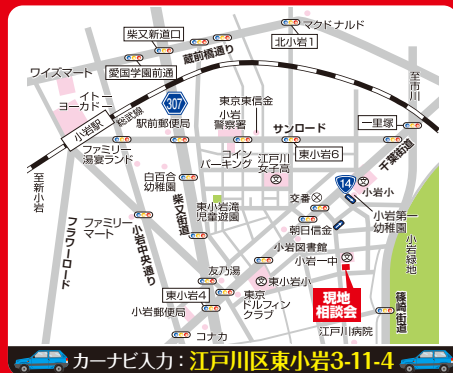 マクドナルド
柴又新道口
北小岩1
蔵前橋通り
ワイズマート
愛国学園前通
至市川
イトー
ヨーカドー
307
小岩駅
総武線
駅前郵便局
東京東信金
小岩
警察署
サンロード
一里塚
千葉街道
ファミリー
湯宴ランド
コイン
パーキング
江戸川
女子高
東小岩6
至新小岩
白百合
幼稚園
14
小岩小
交番
小岩第一
幼稚園
フラワーロード
ファミリー
マート
小岩中央通り
柴又街道
東小岩滝
児童遊園
朝日信金
小岩緑地
小岩図書館
小岩一中
友乃湯
東小岩小
東小岩4
小岩郵便局
東京
ドルフィン
クラブ
現地
相談会
篠崎街道
コナカ
江戸川病院
カーナビ入力:江戸川区東小岩3-11-4